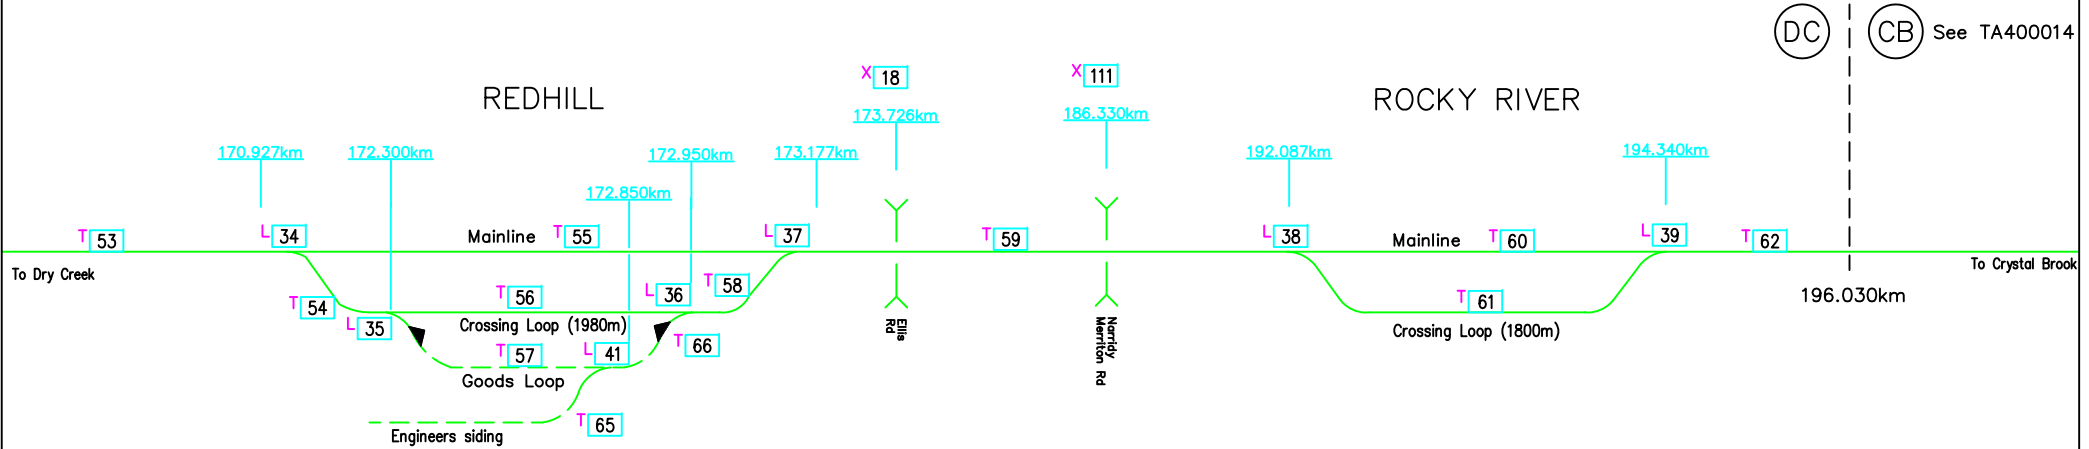 DC
CB
See TA400014
REDHILL
X 18
X 111
ROCKY RIVER
173.726km
186.330km
170.927km
172.300km
172.950km
173.177km
192.087km
194.340km
172.850km
T 53
L 34
Mainline
T 55
L 37
T 59
L 38
Mainline
T 60
L 39
T 62
To Dry Creek
To Crystal Brook
T 54
T 56
L 36
T 58
T 61
196.030km
L 35
Crossing Loop (1980m)
Crossing Loop (1800m)
Ellis
Rd
Narridy
Merriton Rd
T 57
L 41
T 66
Goods Loop
T 65
Engineers siding